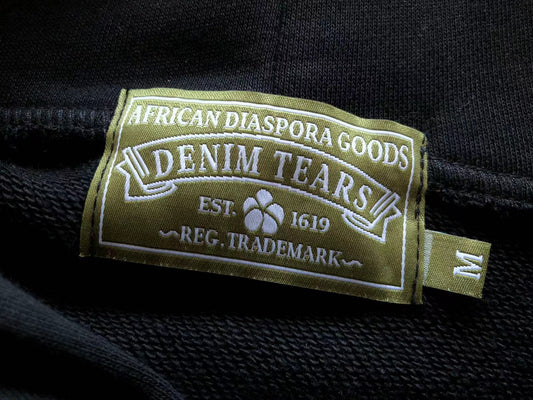 AFRICAN DIASPORA GOODS
DENIM TEARS
EST. 1619
REG. TRADEMARK
M